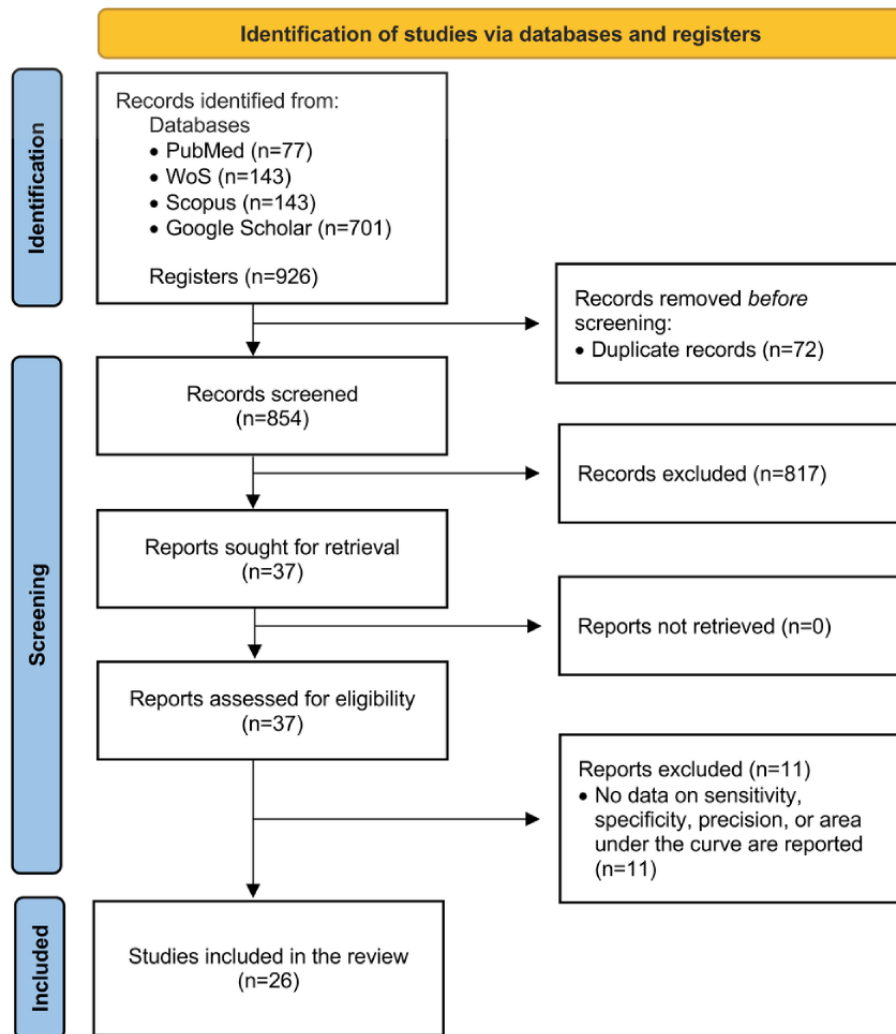 Identification of studies via databases and registers
Identification
Records identified from:
Databases
• PubMed (n=77)
• WoS (n=143)
• Scopus (n=143)
• Google Scholar (n=701)
Registers (n=926)
Records removed before
screening:
• Duplicate records (n=72)
Screening
Records screened
(n=854)
Records excluded (n=817)
Reports sought for retrieval
(n=37)
Reports not retrieved (n=0)
Reports assessed for eligibility
(n=37)
Reports excluded (n=11)
• No data on sensitivity,
specificity, precision, or area
under the curve are reported
(n=11)
Included
Studies included in the review
(n=26)